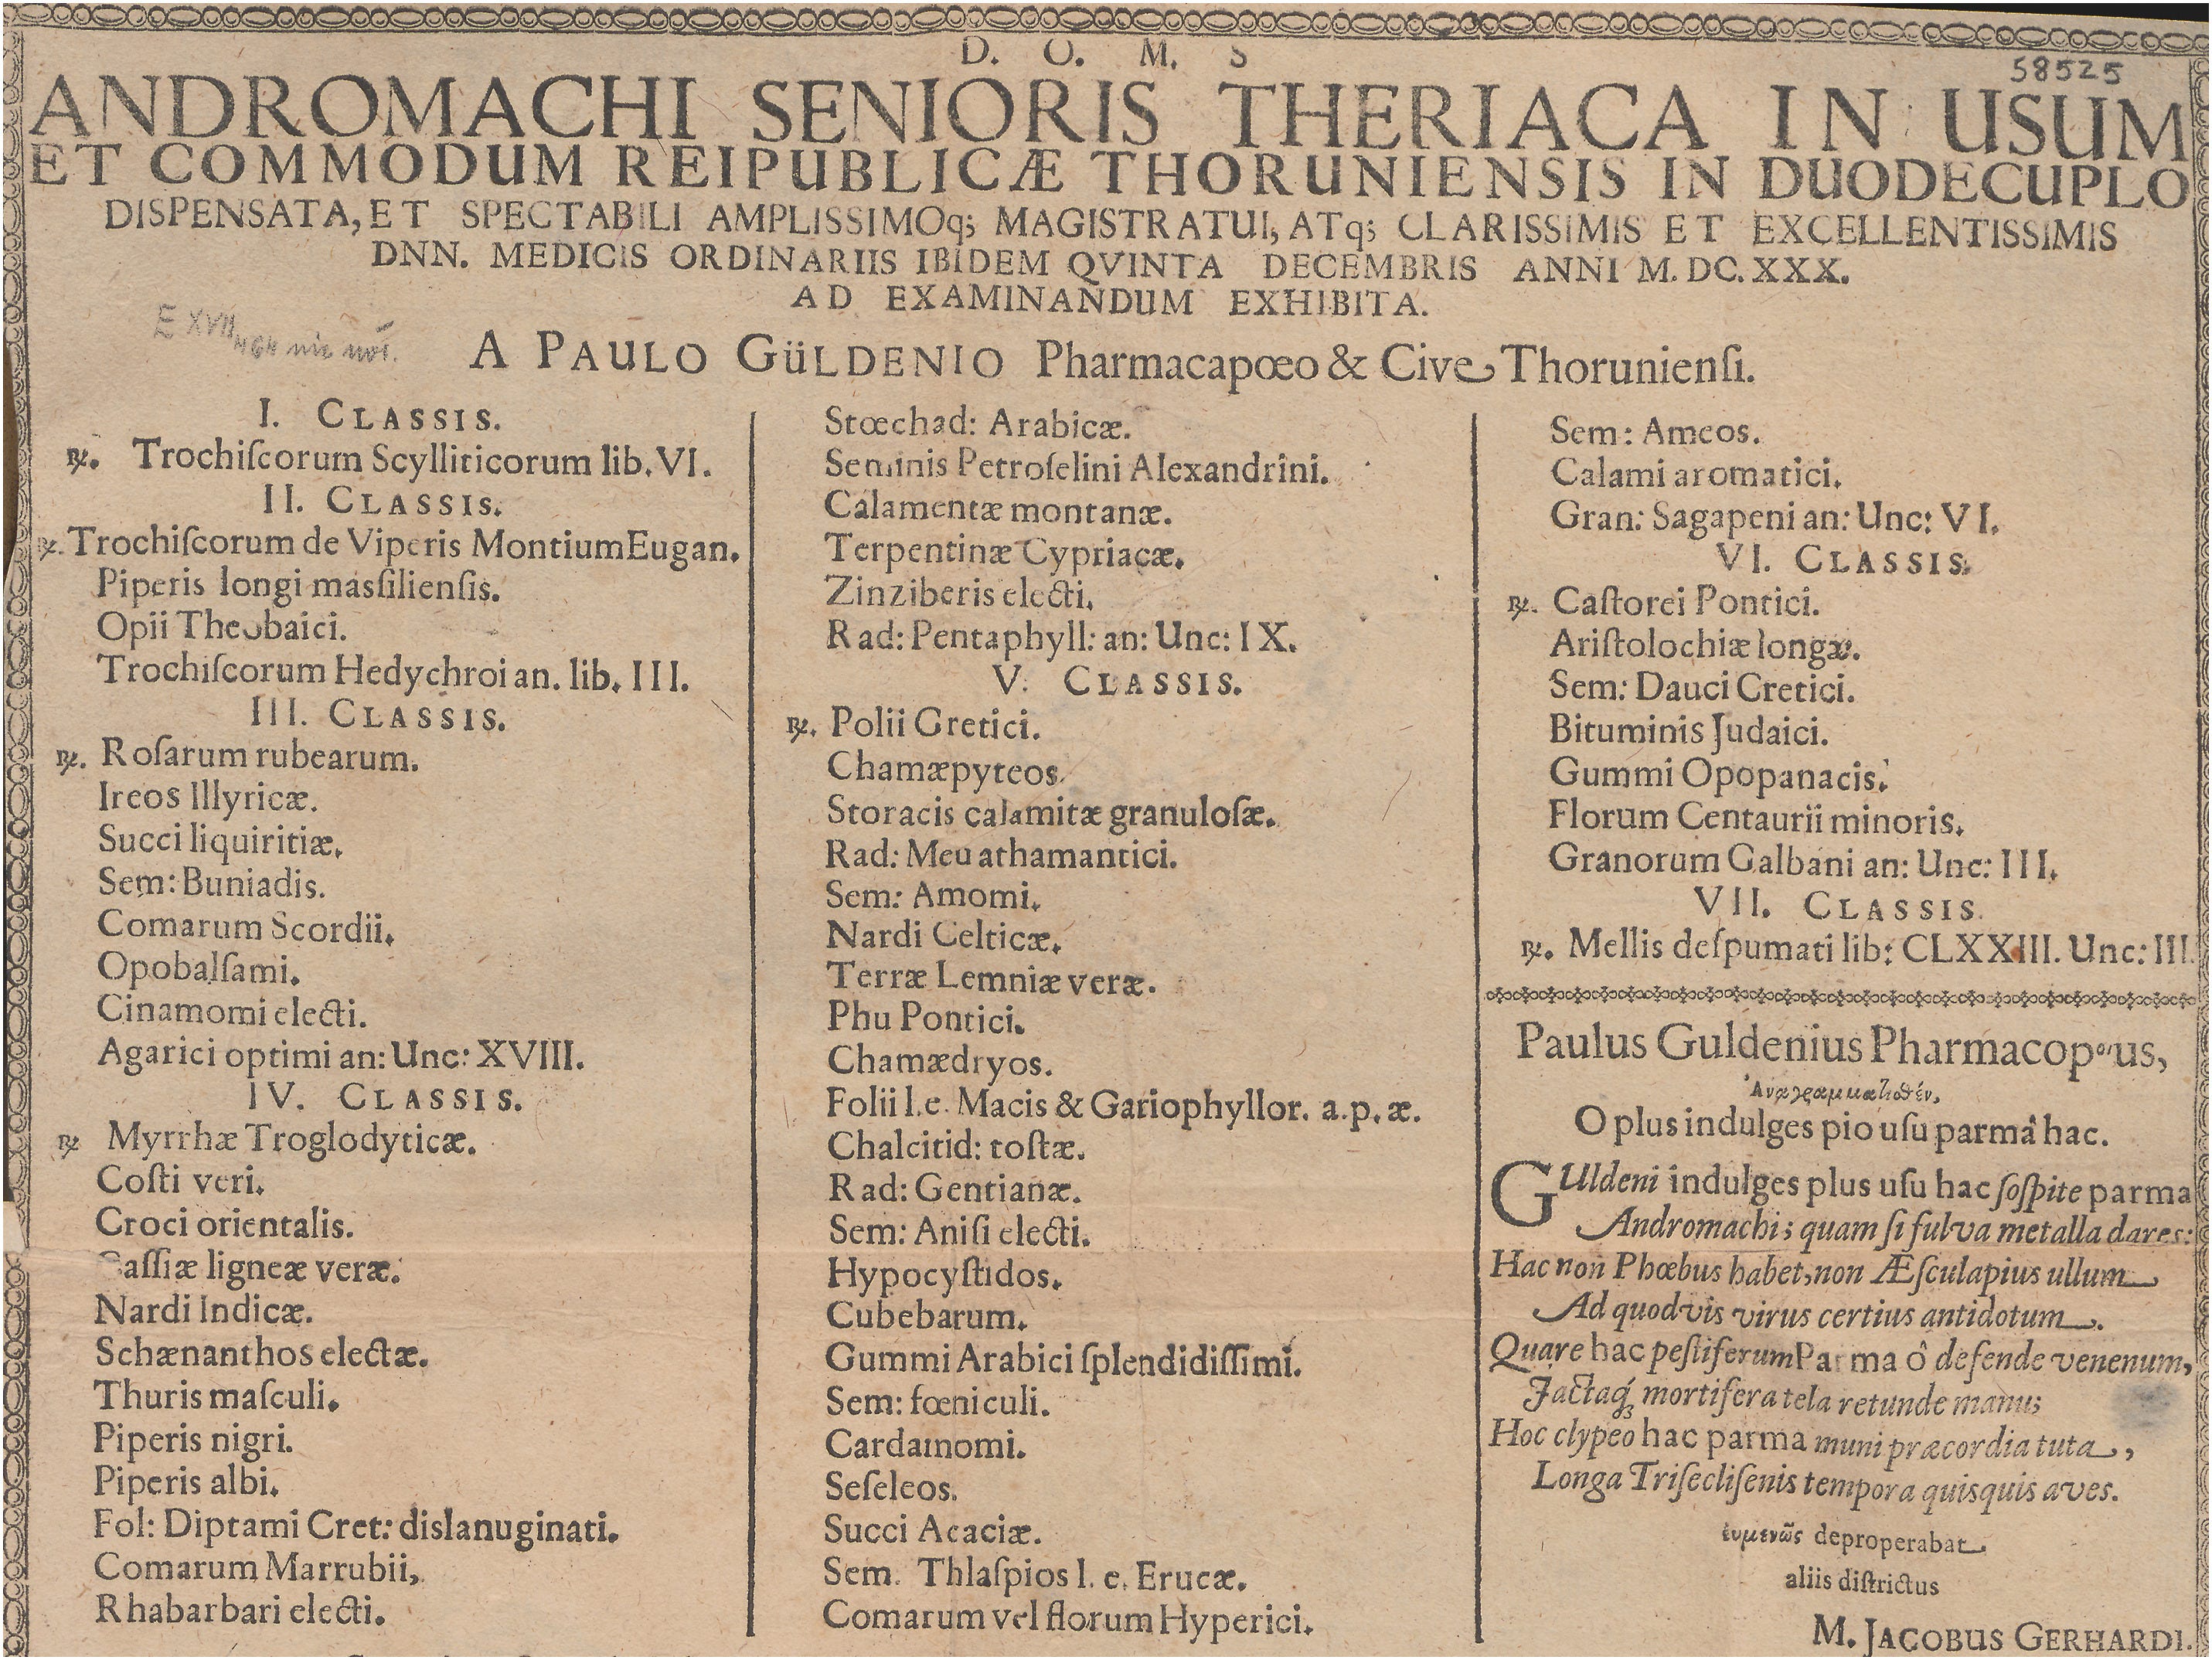 D. O. M. S
58525
ANDROMACHI SENIORIS THERIACA IN USUM
ET COMMODUM REIPUBLICÆ THORUNIENSIS IN DUODECUPLO
DISPENSATA, ET SPECTABILI AMPLISSIMOq; MAGISTRATUI, ATq; CLARISSIMIS ET EXCELLENTISSIMIS
DNN. MEDICIS ORDINARIIS IBIDEM QVINTA DECEMBRIS ANNI M. DC. XXX.
AD EXAMINANDUM EXHIBITA.
E XVII
A PAULO GüLDENIO Pharmacapœo & Cive Thorunienſi.
I. CLASSIS.
℞. Trochiſcorum Scylliticorum lib. VI.
II. CLASSIS.
℞. Trochiſcorum de Viperis Montium Eugan.
Piperis longi masſilienſis.
Opii Theobaici.
Trochiſcorum Hedychroi an. lib. III.
III. CLASSIS.
℞. Roſarum rubearum.
Ireos Illyricæ.
Succi liquiritiæ.
Sem: Buniadis.
Comarum Scordii.
Opobalſami.
Cinamomi electi.
Agarici optimi an: Unc: XVIII.
IV. CLASSIS.
℞ Myrrhæ Troglodyticæ.
Coſti veri.
Croci orientalis.
Caſſiæ ligneæ veræ.
Nardi Indicæ.
Schænanthos electæ.
Thuris maſculi.
Piperis nigri.
Piperis albi.
Fol: Diptami Cret: dislanuginati.
Comarum Marrubii,
Rhabarbari electi.
Stœchad: Arabicæ.
Seminis Petroſelini Alexandrini.
Calamentæ montanæ.
Terpentinæ Cypriacæ.
Zinziberis electi.
Rad: Pentaphyll: an: Unc: IX.
V. CLASSIS.
℞. Polii Gretici.
Chamæpyteos.
Storacis calamitæ granuloſæ.
Rad: Meu athamantici.
Sem: Amomi.
Nardi Celticæ.
Terræ Lemniæ veræ.
Phu Pontici.
Chamædryos.
Folii l.e. Macis & Gariophyllor. a.p.æ.
Chalcitid: toſtæ.
Rad: Gentianæ.
Sem: Aniſi electi.
Hypocyſtidos.
Cubebarum.
Gummi Arabici ſplendidiſſimi.
Sem: fœniculi.
Cardamomi.
Seſeleos.
Succi Acaciæ.
Sem. Thlaſpios l. e. Erucæ.
Comarum vel florum Hyperici.
Sem: Ameos.
Calami aromatici.
Gran: Sagapeni an: Unc: VI.
VI. CLASSIS.
℞. Caſtorei Pontici.
Ariſtolochiæ longæ.
Sem: Dauci Cretici.
Bituminis Judaici.
Gummi Opopanacis.
Florum Centaurii minoris.
Granorum Galbani an: Unc: III.
VII. CLASSIS.
℞. Mellis deſpumati lib: CLXXIII. Unc: III.
Paulus Guldenius Pharmacopœus,
Ἀναγραμματισθέν,
O plus indulges pio uſu parmâ hac.
GUldeni indulges plus uſu hac ſoſpite parma
Andromachi; quam ſi fulva metalla dares:
Hac non Phœbus habet, non Æſculapius ullum
Ad quodvis virus certius antidotum.
Quare hac peſtiferum Parma ô defende venenum,
Jactaq; mortifera tela retunde manu;
Hoc clypeo hac parma muni præcordia tuta,
Longa Triſecliſenis tempora quisquis aves.
εὐμενῶς deproperabat
aliis diſtrictus
M. JACOBUS GERHARDI.